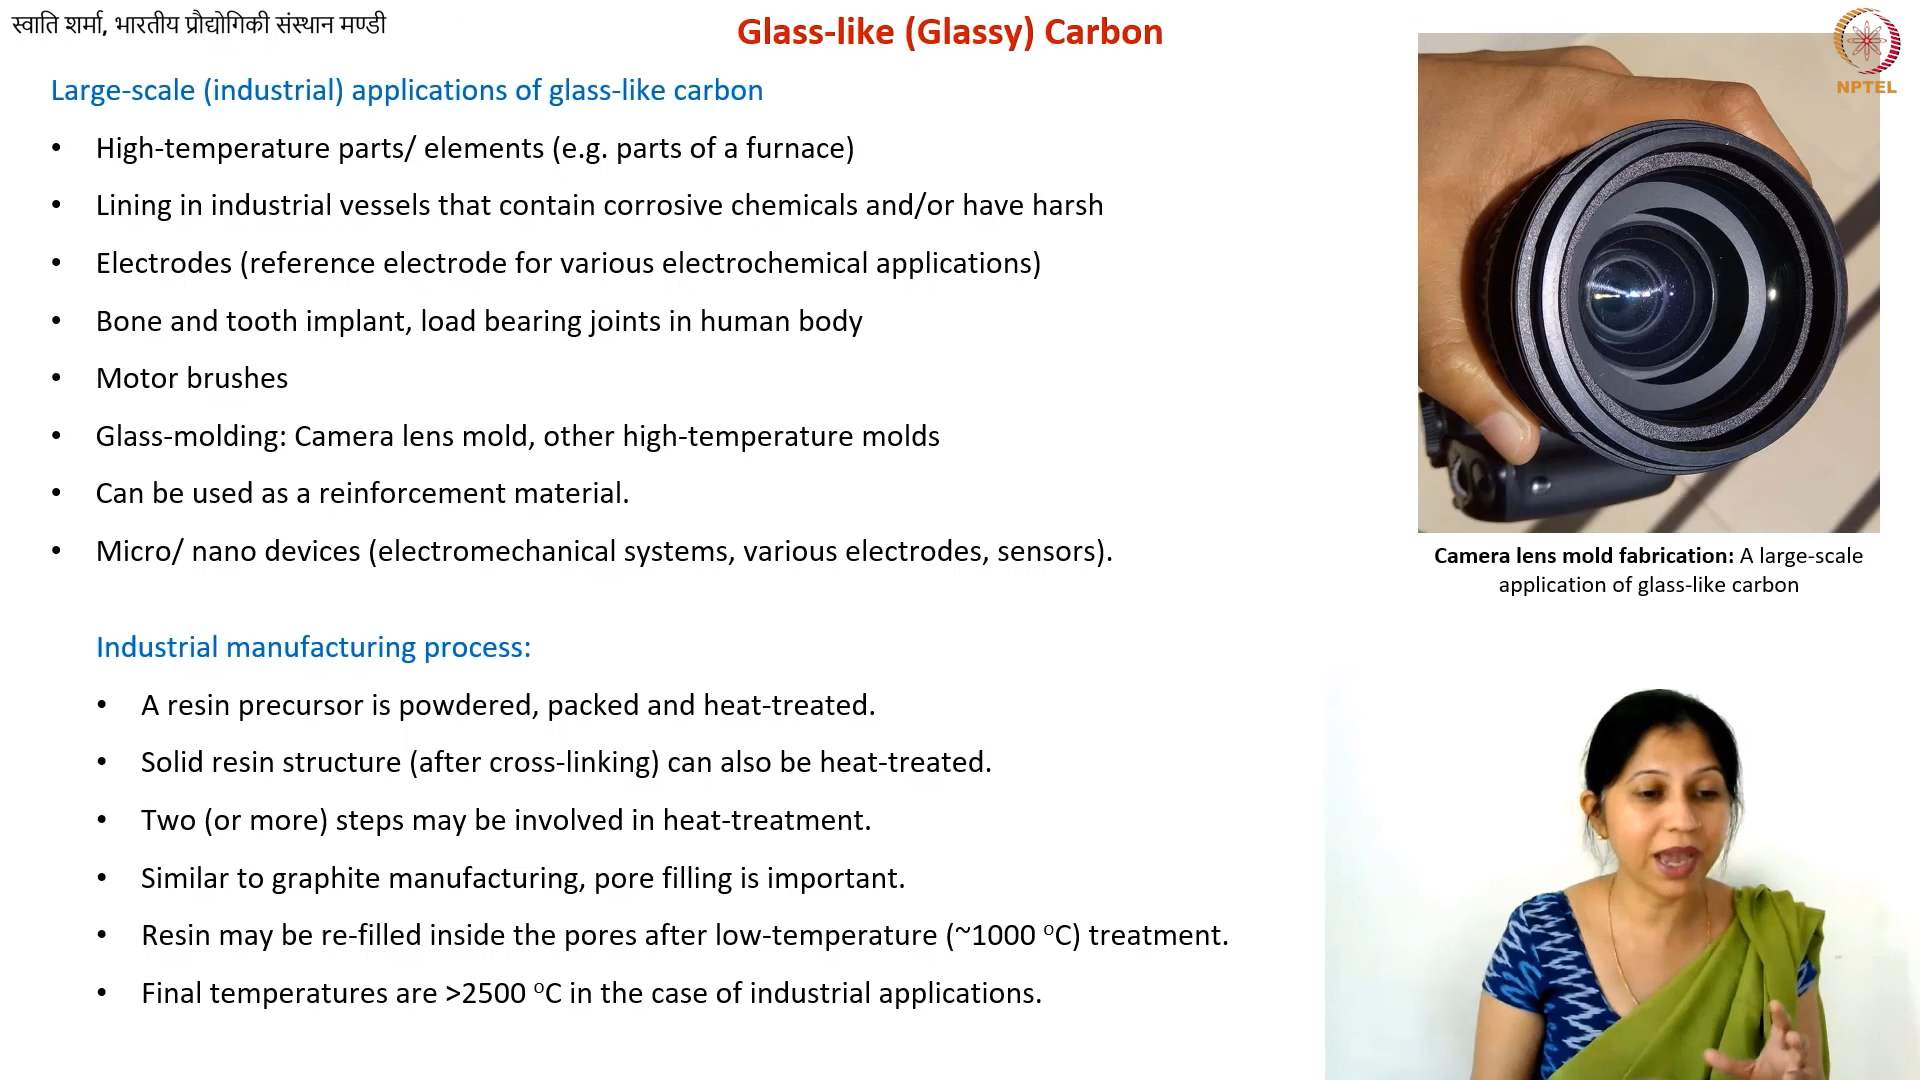 स्वाति शर्मा, भारतीय प्रौद्योगिकी संस्थान मण्डी
Glass-like (Glassy) Carbon
NPTEL
Large-scale (industrial) applications of glass-like carbon
• High-temperature parts/ elements (e.g. parts of a furnace)
• Lining in industrial vessels that contain corrosive chemicals and/or have harsh
• Electrodes (reference electrode for various electrochemical applications)
• Bone and tooth implant, load bearing joints in human body
• Motor brushes
• Glass-molding: Camera lens mold, other high-temperature molds
• Can be used as a reinforcement material.
• Micro/ nano devices (electromechanical systems, various electrodes, sensors).
Camera lens mold fabrication: A large-scale
application of glass-like carbon
Industrial manufacturing process:
• A resin precursor is powdered, packed and heat-treated.
• Solid resin structure (after cross-linking) can also be heat-treated.
• Two (or more) steps may be involved in heat-treatment.
• Similar to graphite manufacturing, pore filling is important.
• Resin may be re-filled inside the pores after low-temperature (~1000 °C) treatment.
• Final temperatures are >2500 °C in the case of industrial applications.